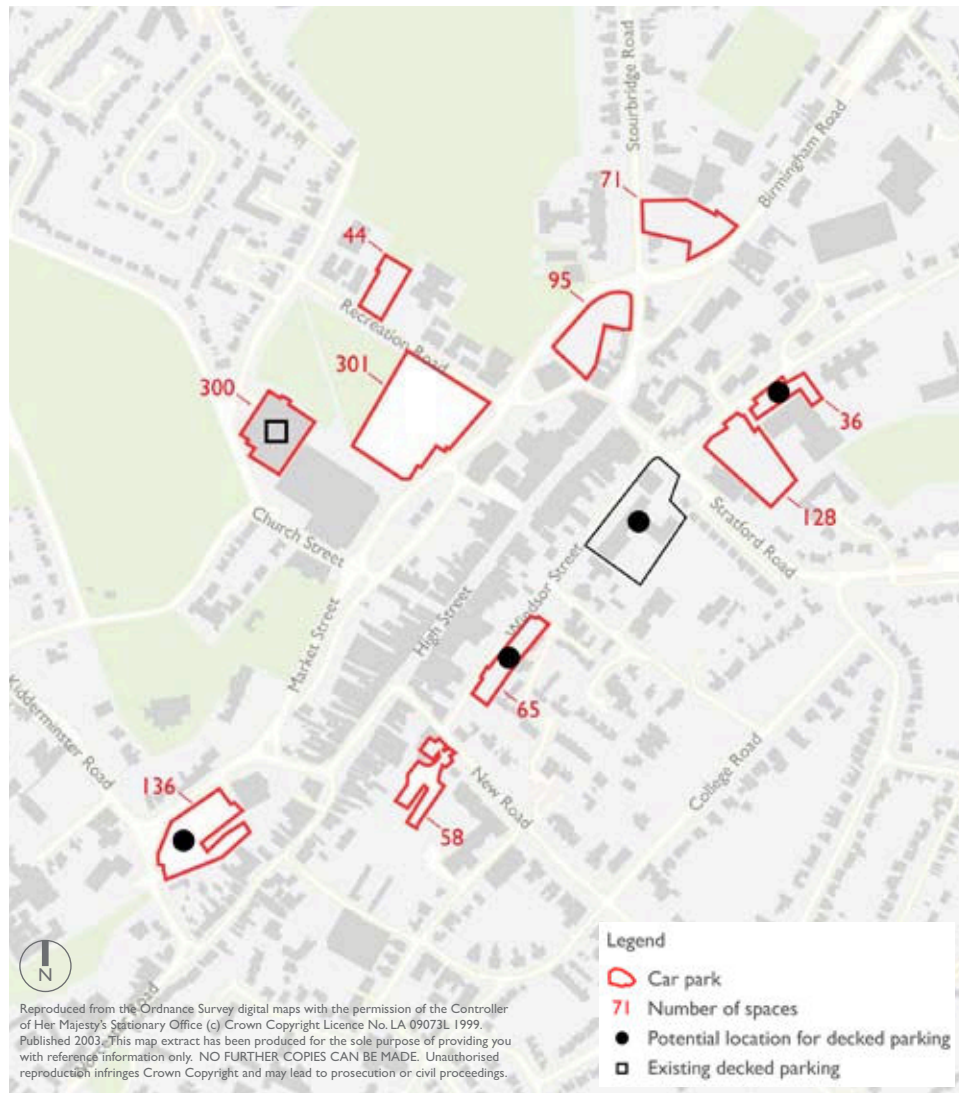 Stourbridge Road
Birmingham Road
71
44
95
Recreation Road
301
300
36
128
Stratford Road
Church Street
Windsor Street
Market Street
High Street
65
Kidderminster Road
136
New Road
College Road
58
N
Legend
Car park
71 Number of spaces
Potential location for decked parking
Existing decked parking
Reproduced from the Ordnance Survey digital maps with the permission of the Controller
of Her Majesty's Stationary Office (c) Crown Copyright Licence No. LA 09073L 1999.
Published 2003. This map extract has been produced for the sole purpose of providing you
with reference information only. NO FURTHER COPIES CAN BE MADE. Unauthorised
reproduction infringes Crown Copyright and may lead to prosecution or civil proceedings.